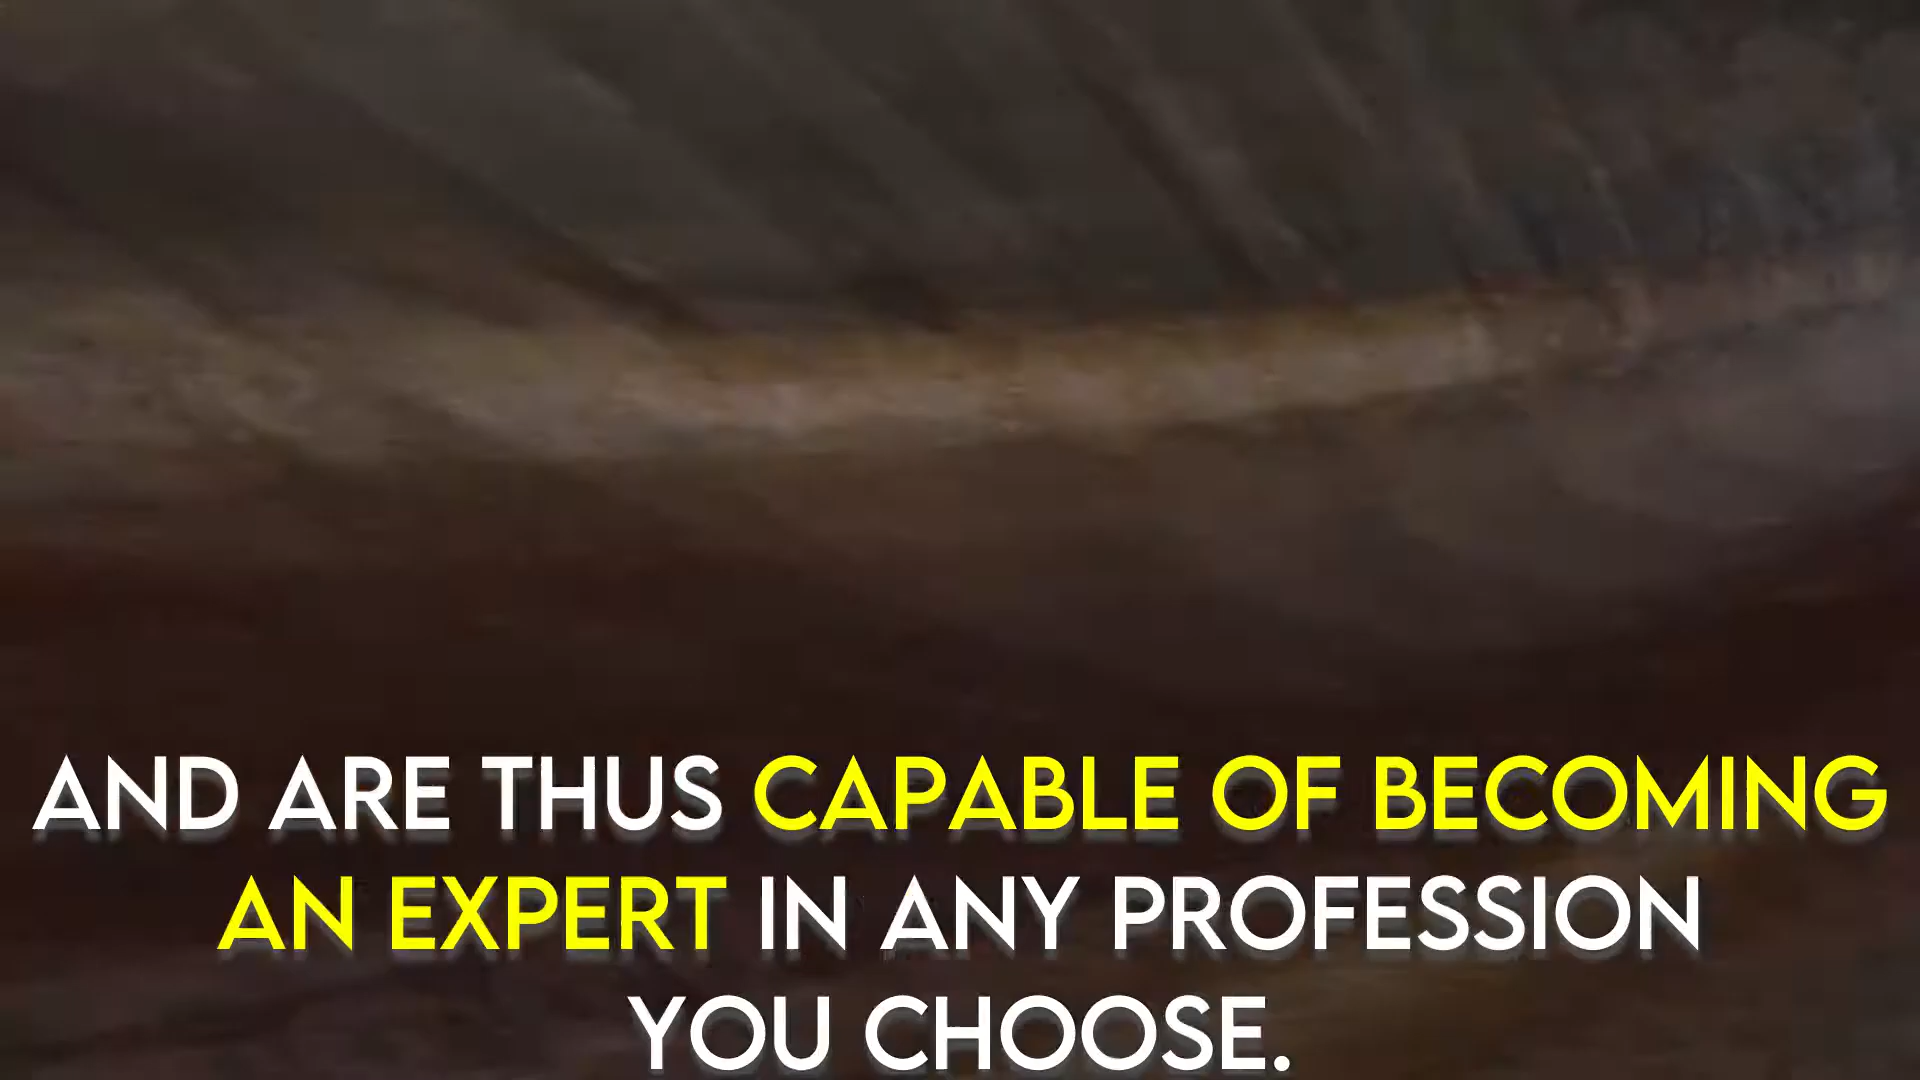 AND ARE THUS CAPABLE OF BECOMING
AN EXPERT IN ANY PROFESSION
YOU CHOOSE.